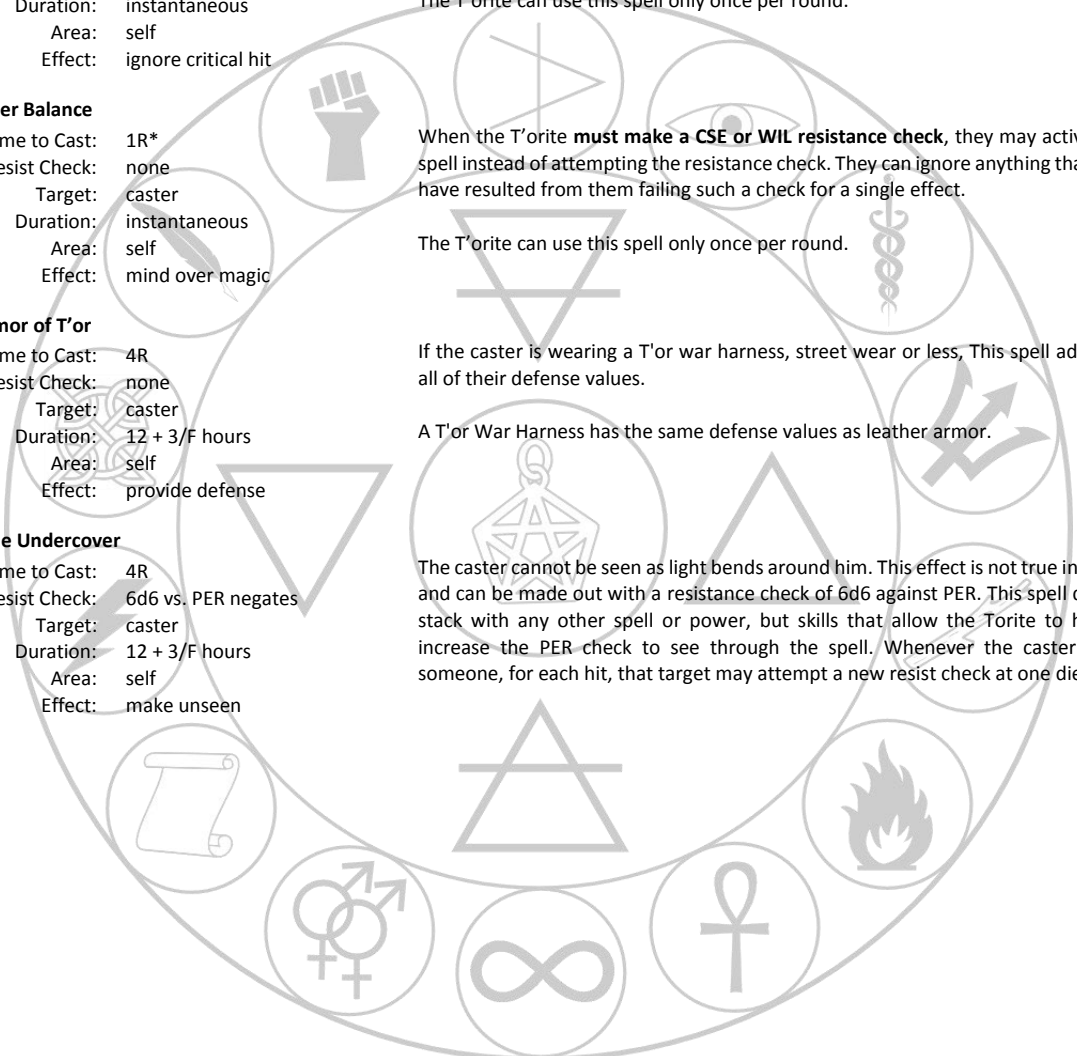 Duration: instantaneous
Area: self
Effect: ignore critical hit
The T'orite can use this spell only once per round.
er Balance
me to Cast: 1R*
esist Check: none
Target: caster
Duration: instantaneous
Area: self
Effect: mind over magic
When the T'orite must make a CSE or WIL resistance check, they may activ
spell instead of attempting the resistance check. They can ignore anything tha
have resulted from them failing such a check for a single effect.
The T'orite can use this spell only once per round.
mor of T'or
me to Cast: 4R
esist Check: none
Target: caster
Duration: 12 + 3/F hours
Area: self
Effect: provide defense
If the caster is wearing a T'or war harness, street wear or less, This spell ad
all of their defense values.
A T'or War Harness has the same defense values as leather armor.
e Undercover
me to Cast: 4R
esist Check: 6d6 vs. PER negates
Target: caster
Duration: 12 + 3/F hours
Area: self
Effect: make unseen
The caster cannot be seen as light bends around him. This effect is not true in
and can be made out with a resistance check of 6d6 against PER. This spell d
stack with any other spell or power, but skills that allow the Torite to h
increase the PER check to see through the spell. Whenever the caster
someone, for each hit, that target may attempt a new resist check at one die